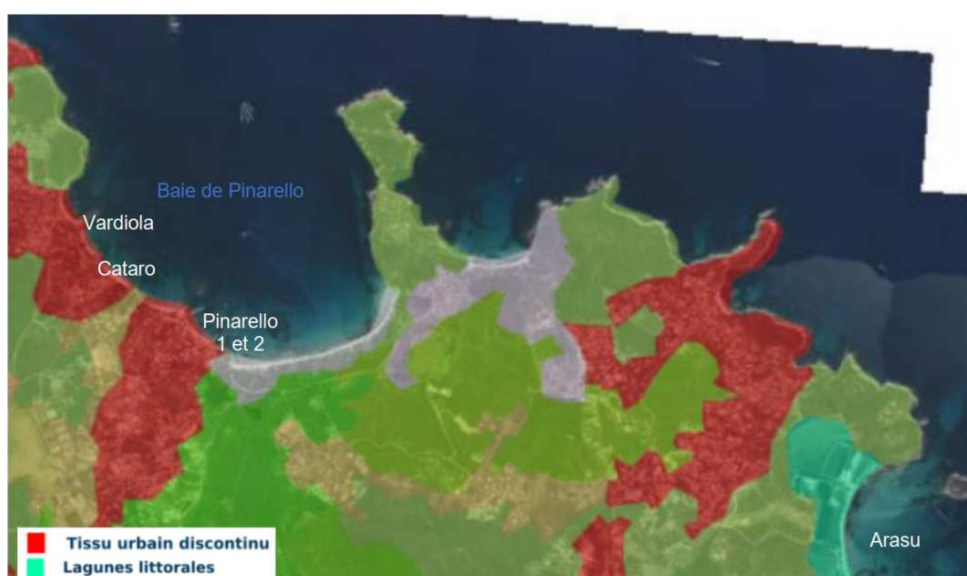 Baie de Pinarello
Vardiola
Cataro
Pinarello
1 et 2
Arasu
Tissu urbain discontinu
Lagunes littorales